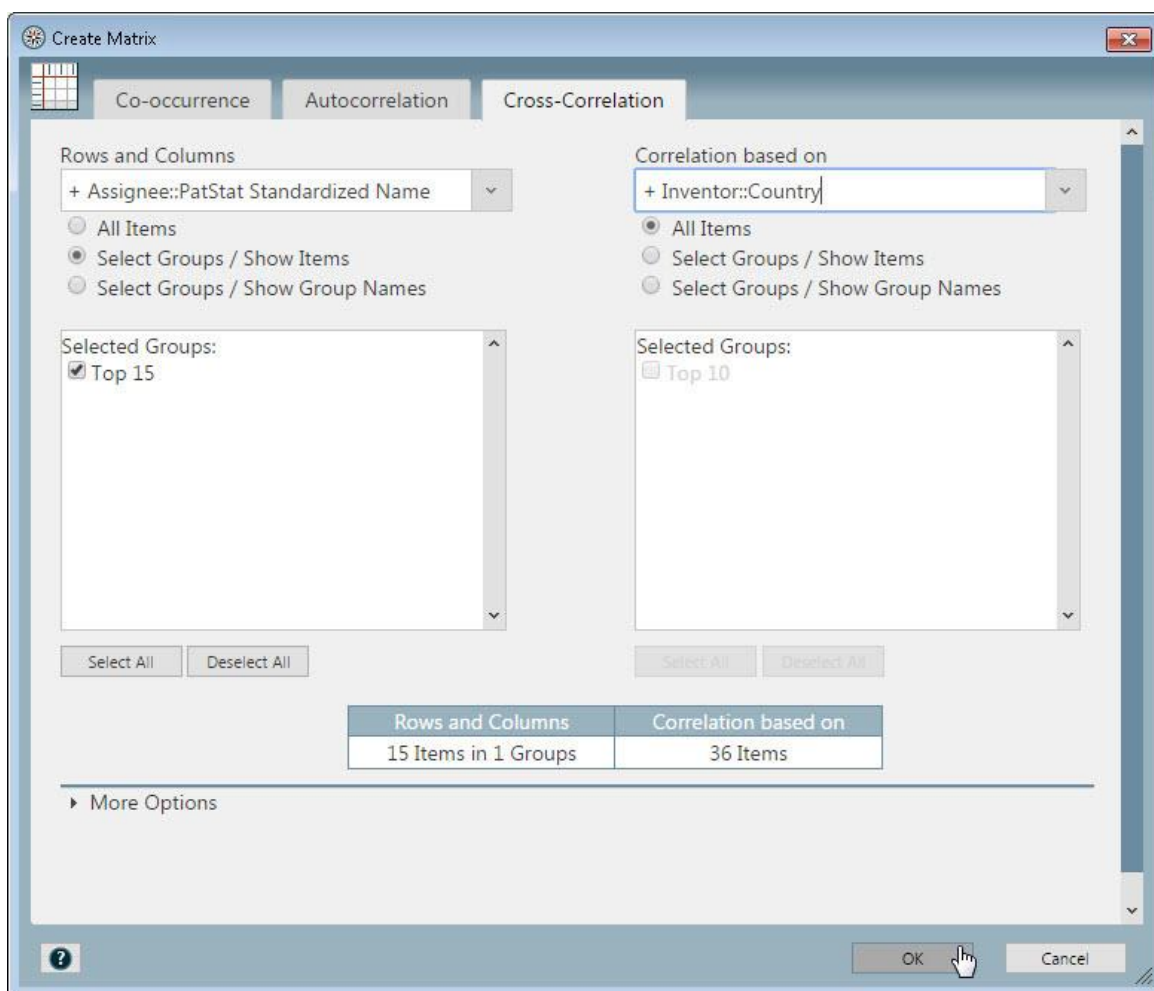 Create Matrix
Co-occurrence
Autocorrelation
Cross-Correlation
Rows and Columns
+ Assignee::PatStat Standardized Name
All Items
Select Groups / Show Items
Select Groups / Show Group Names
Selected Groups:
Top 15
Select All
Deselect All
Correlation based on
+ Inventor::Country
All Items
Select Groups / Show Items
Select Groups / Show Group Names
Selected Groups:
Top 10
Select All
Deselect All
Rows and Columns
Correlation based on
15 Items in 1 Groups
36 Items
More Options
?
OK
Cancel